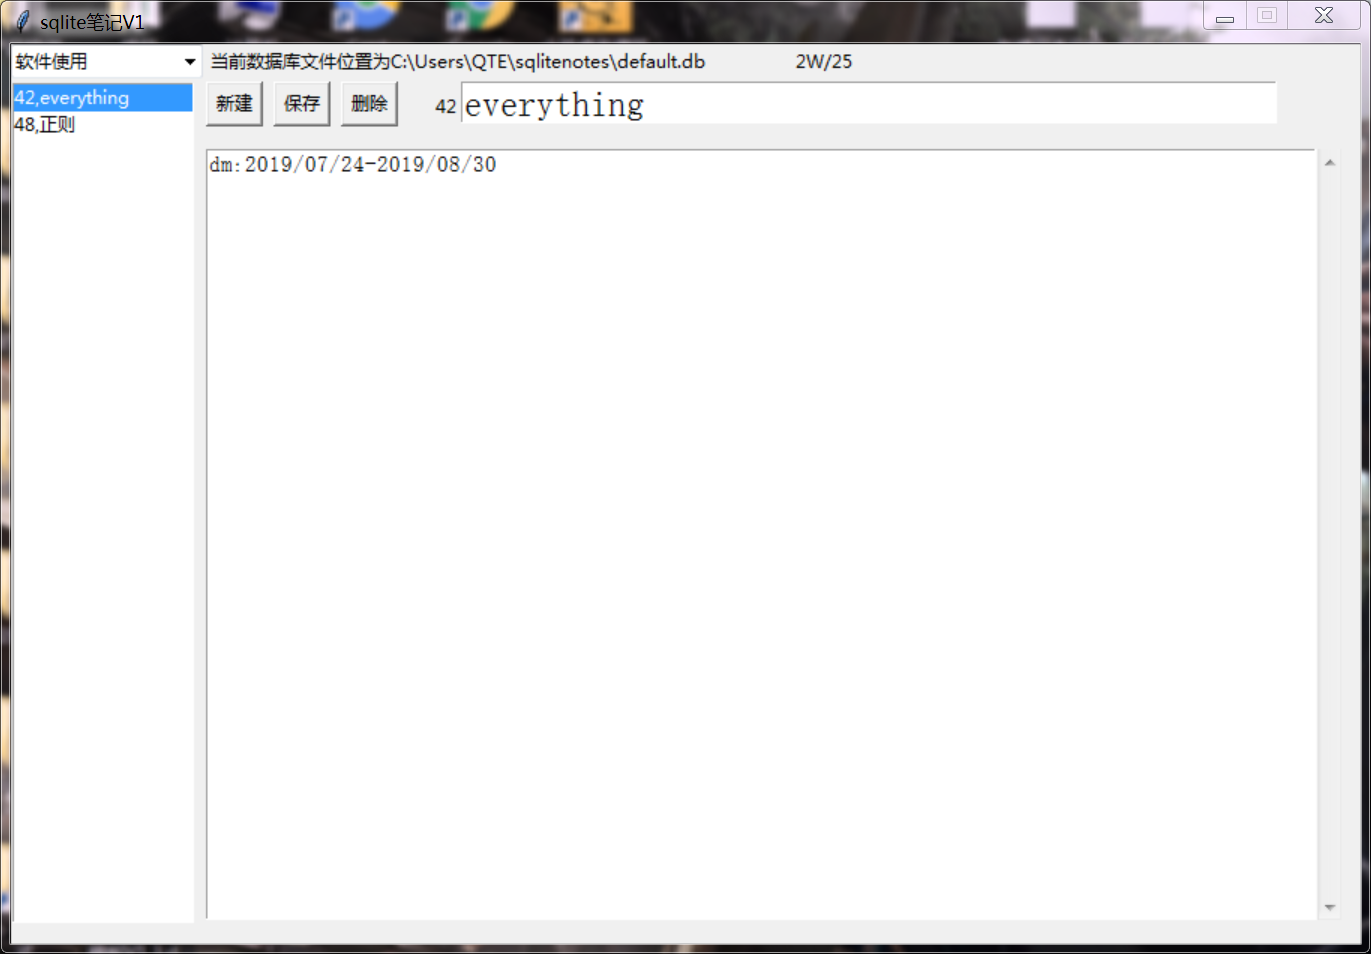 sqlite笔记V1
软件使用
当前数据库文件位置为C:\Users\QTE\sqlitenotes\default.db
2W/25
42,everything
48,正则
新建
保存
删除
42
everything
dm:2019/07/24-2019/08/30